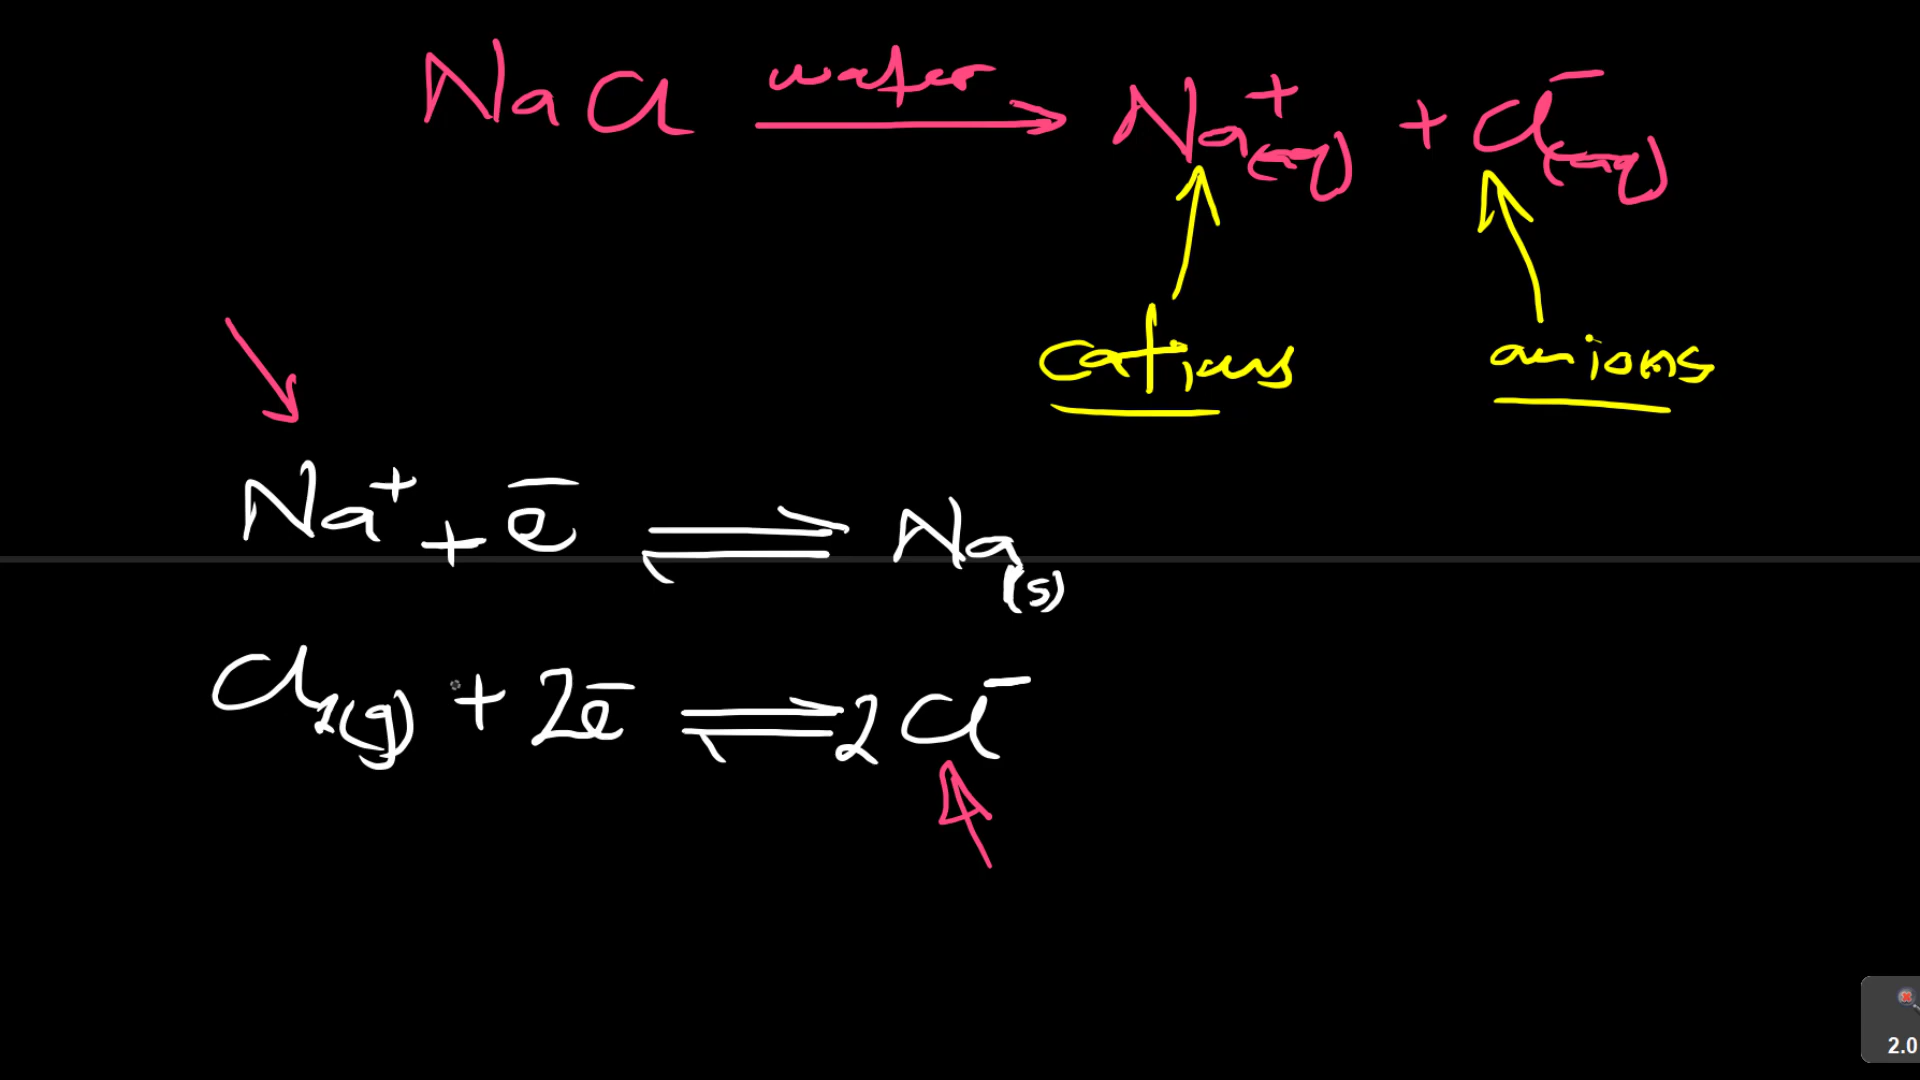 NaCl water → Na⁺(aq) + Cl⁻(aq)
cations anions
Na⁺ + e⁻ ⇌ Na(s)
Cl₂(g) + 2e⁻ ⇌ 2Cl⁻
2.0